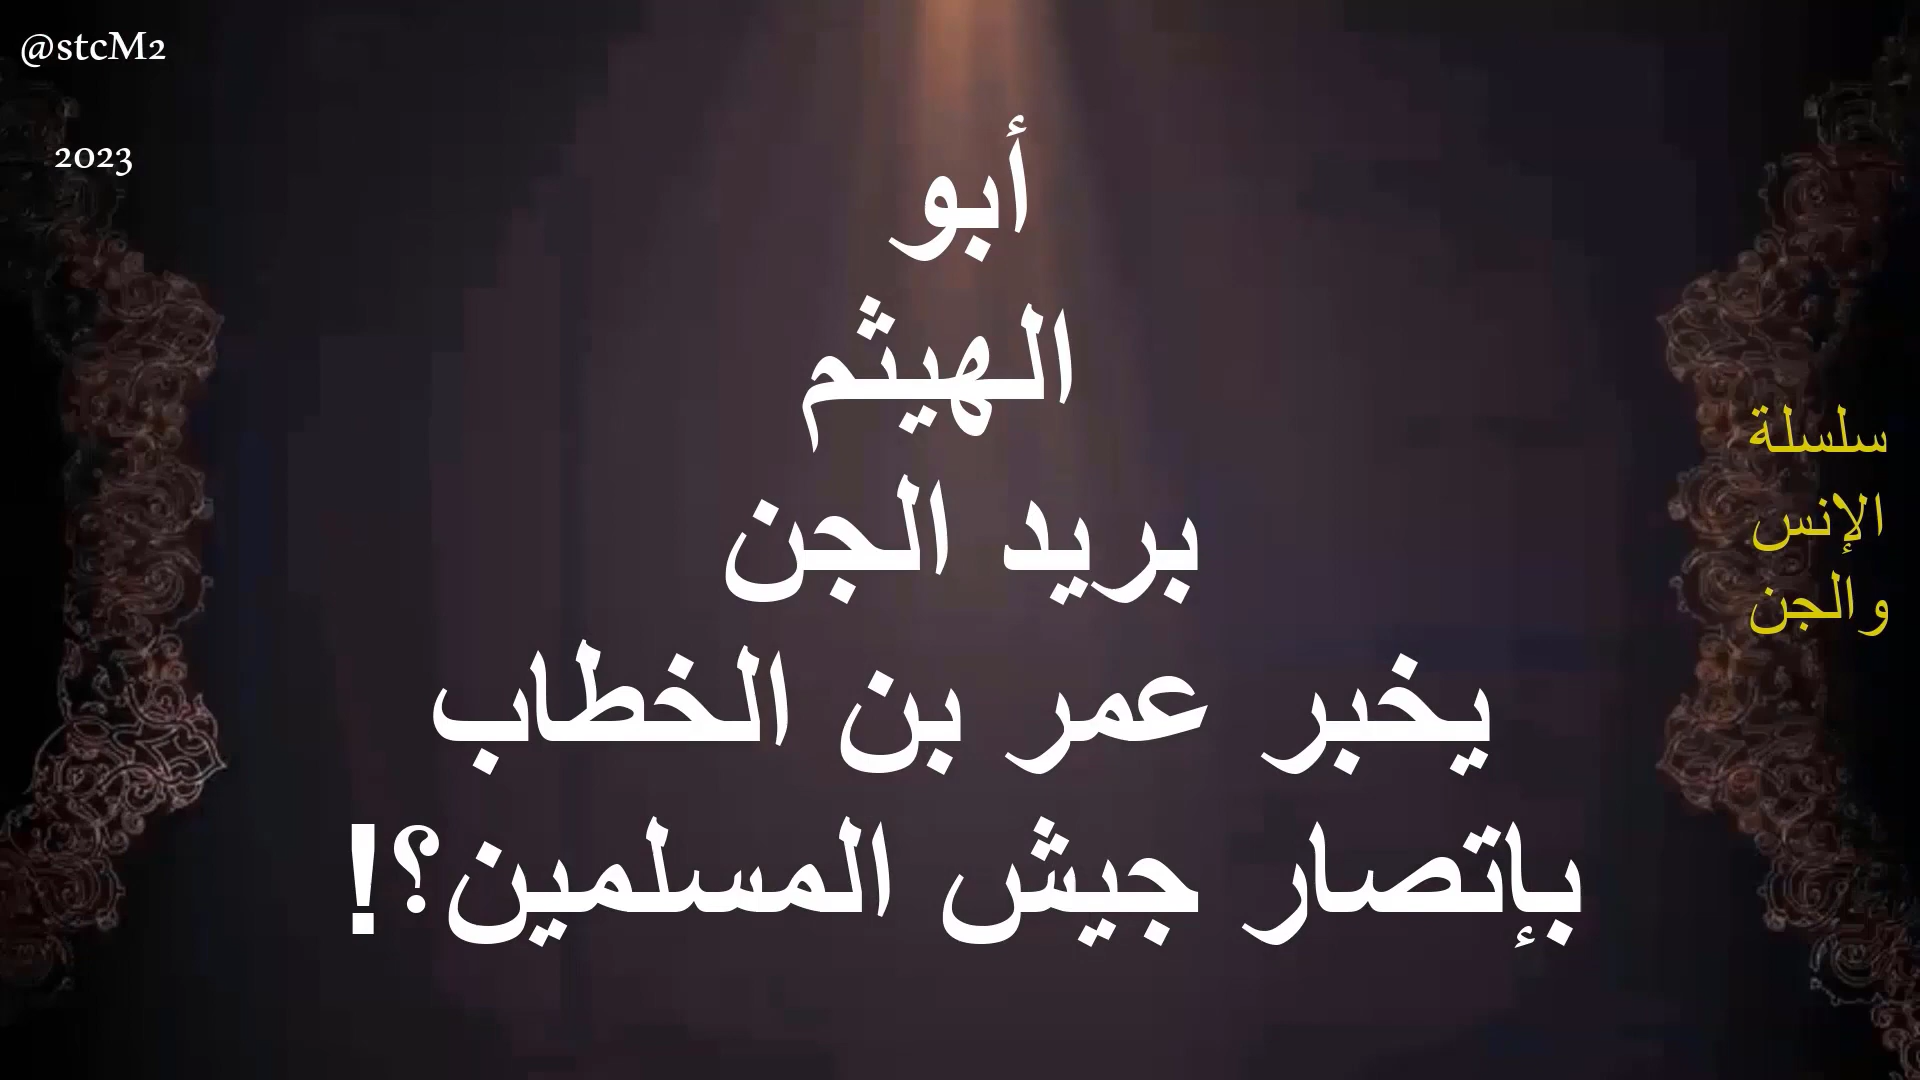 @stcM2
2023
أبو
الهيثم
بريد الجن
يخبر عمر بن الخطاب
بإتصار جيش المسلمين؟!
سلسلة
الإنس
والجن